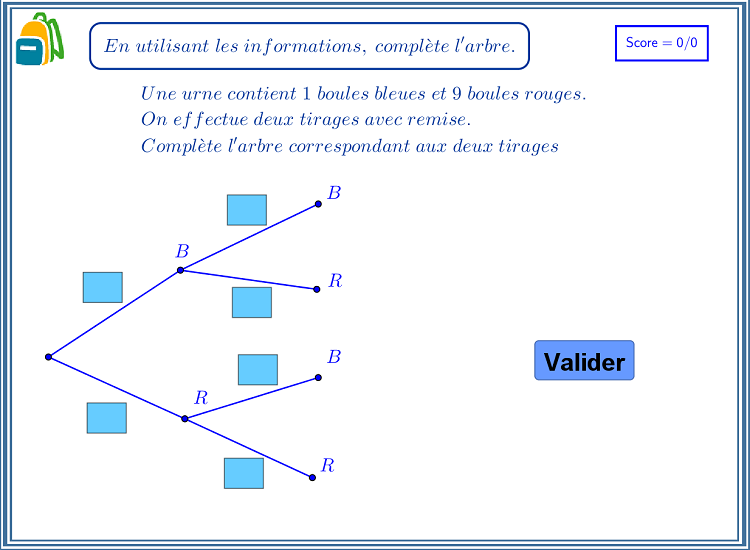 En utilisant les informations, complète l'arbre.
Score = 0/0
Une urne contient 1 boules bleues et 9 boules rouges.
On effectue deux tirages avec remise.
Complète l'arbre correspondant aux deux tirages
B
B
R
B
R
R
Valider